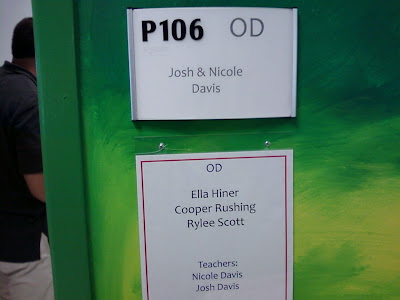 P106 OD
Josh & Nicole
Davis
OD
Ella Hiner
Cooper Rushing
Rylee Scott
Teachers:
Nicole Davis
Josh Davis